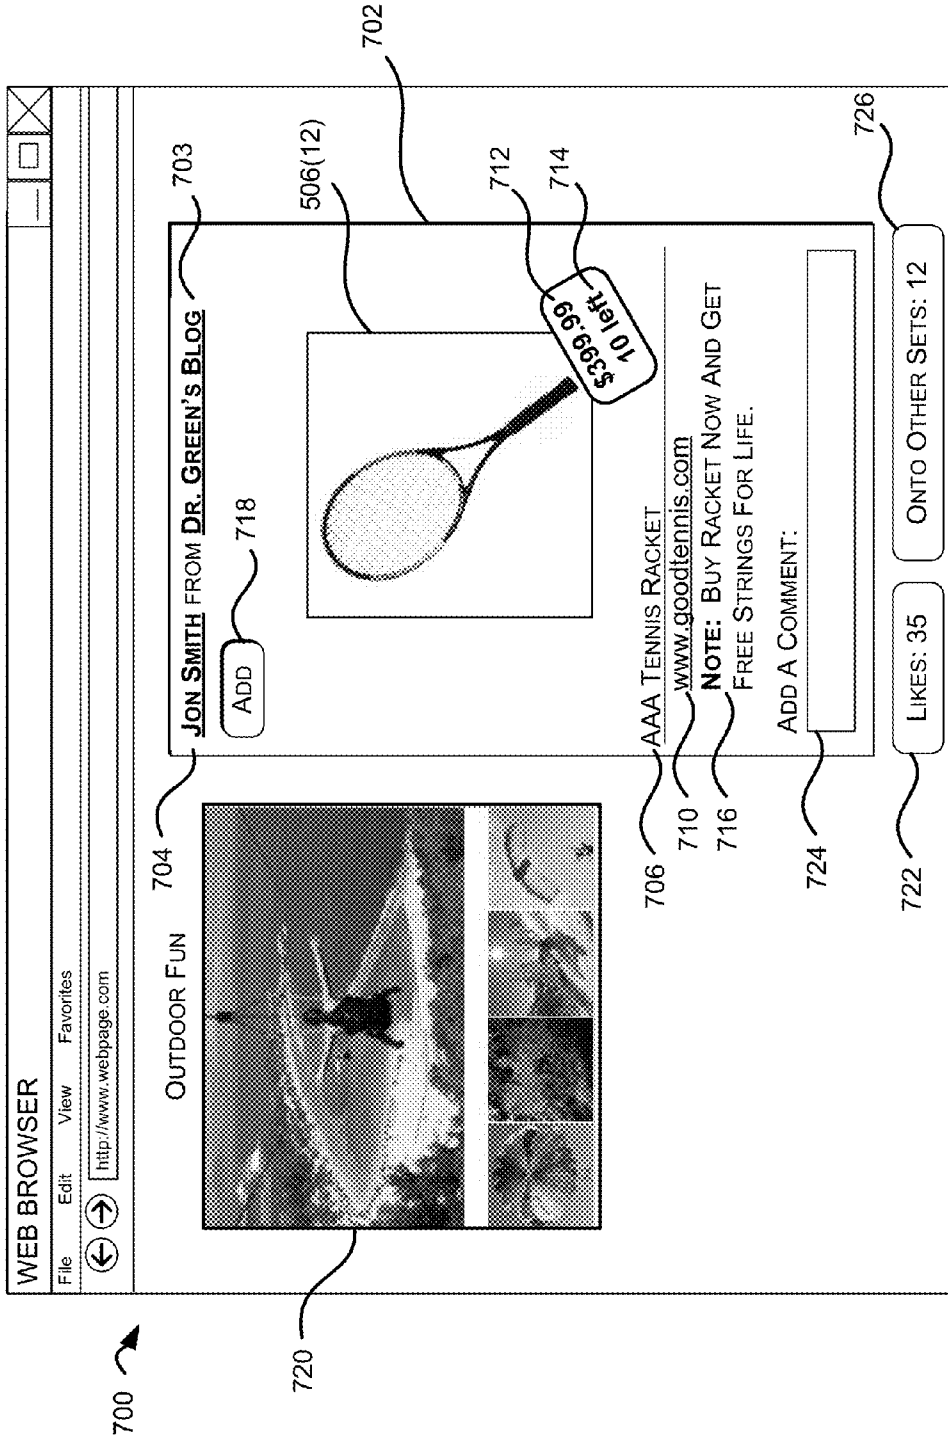 700
WEB BROWSER
File Edit View Favorites
http://www.webpage.com
702
703
704
JON SMITH FROM DR. GREEN'S BLOG
ADD
718
506(12)
712
714
$399.99
10 left
OUTDOOR FUN
720
706
AAA TENNIS RACKET
710
www.goodtennis.com
716
NOTE: BUY RACKET NOW AND GET
FREE STRINGS FOR LIFE.
ADD A COMMENT:
724
722
LIKES: 35
ONTO OTHER SETS: 12
726